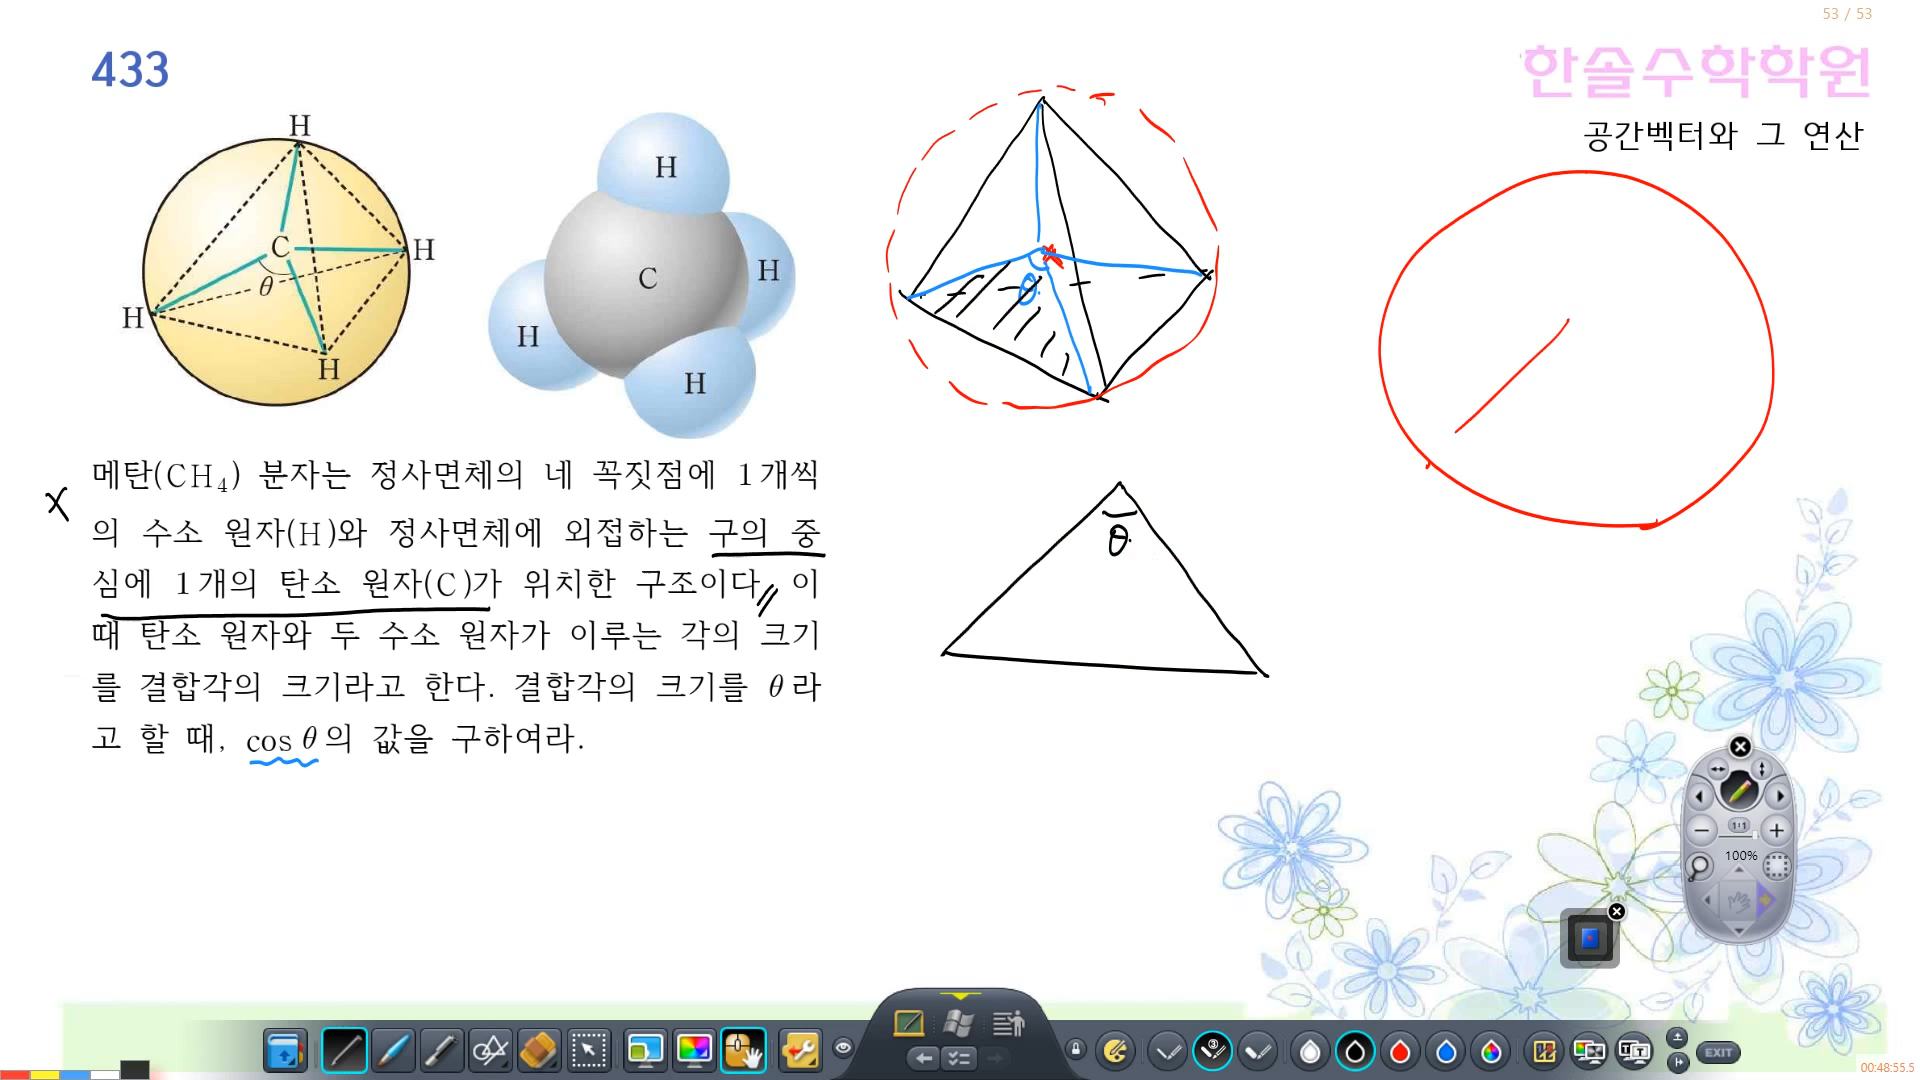 53 / 53
433
한솔수학학원
공간벡터와 그 연산
H
C
H
θ
H
H
H
C
H
H
H
θ
메탄(CH₄) 분자는 정사면체의 네 꼭짓점에 1개씩
의 수소 원자(H)와 정사면체에 외접하는 구의 중
심에 1개의 탄소 원자(C)가 위치한 구조이다. 이
때 탄소 원자와 두 수소 원자가 이루는 각의 크기
를 결합각의 크기라고 한다. 결합각의 크기를 θ라
고 할 때, cos θ의 값을 구하여라.
θ
1:1
100%
EXIT
00:48:55.5